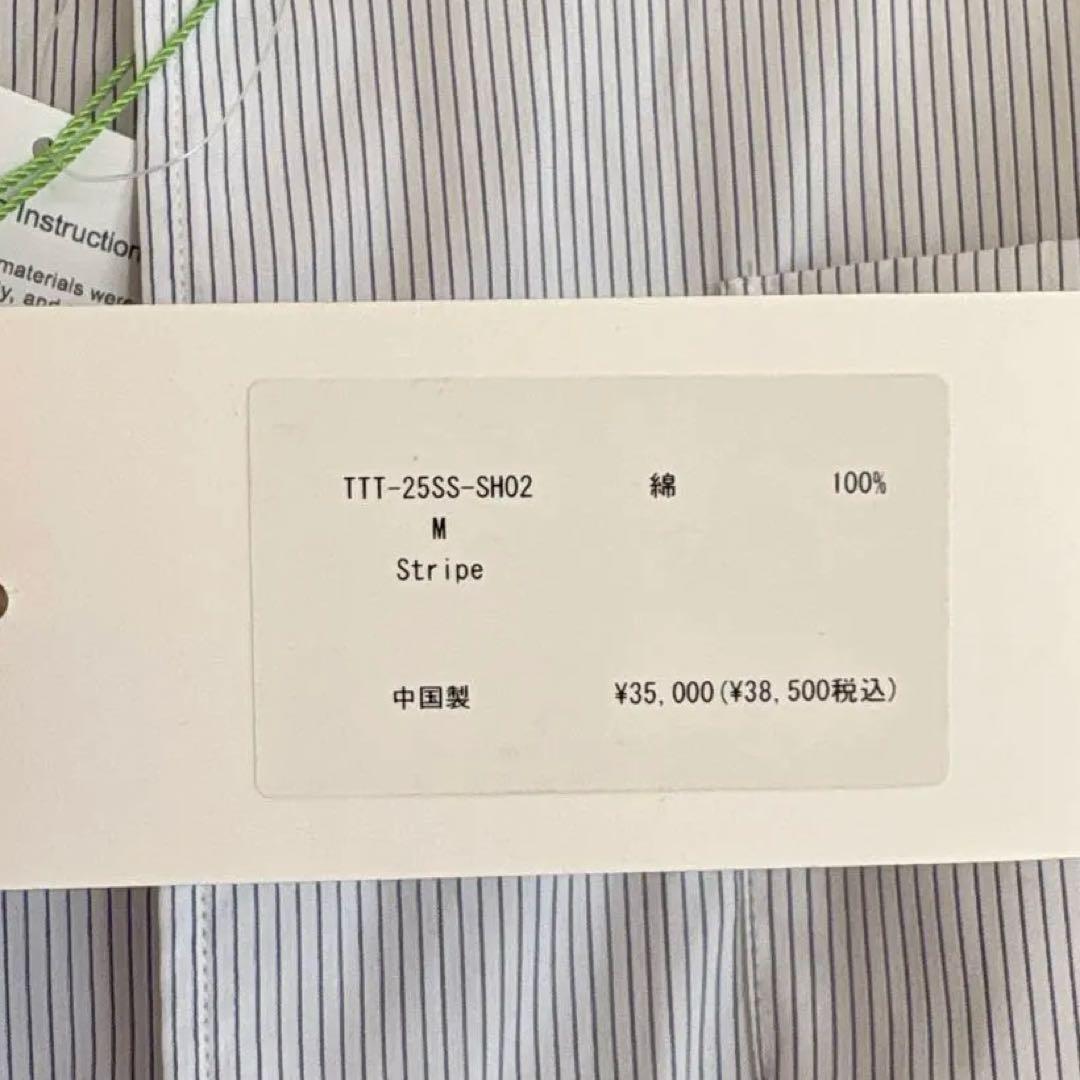 Instruction
materials were
y, and
TTT-25SS-SH02 綿 100%
M
Stripe
中国製 ¥35,000(¥38,500税込)